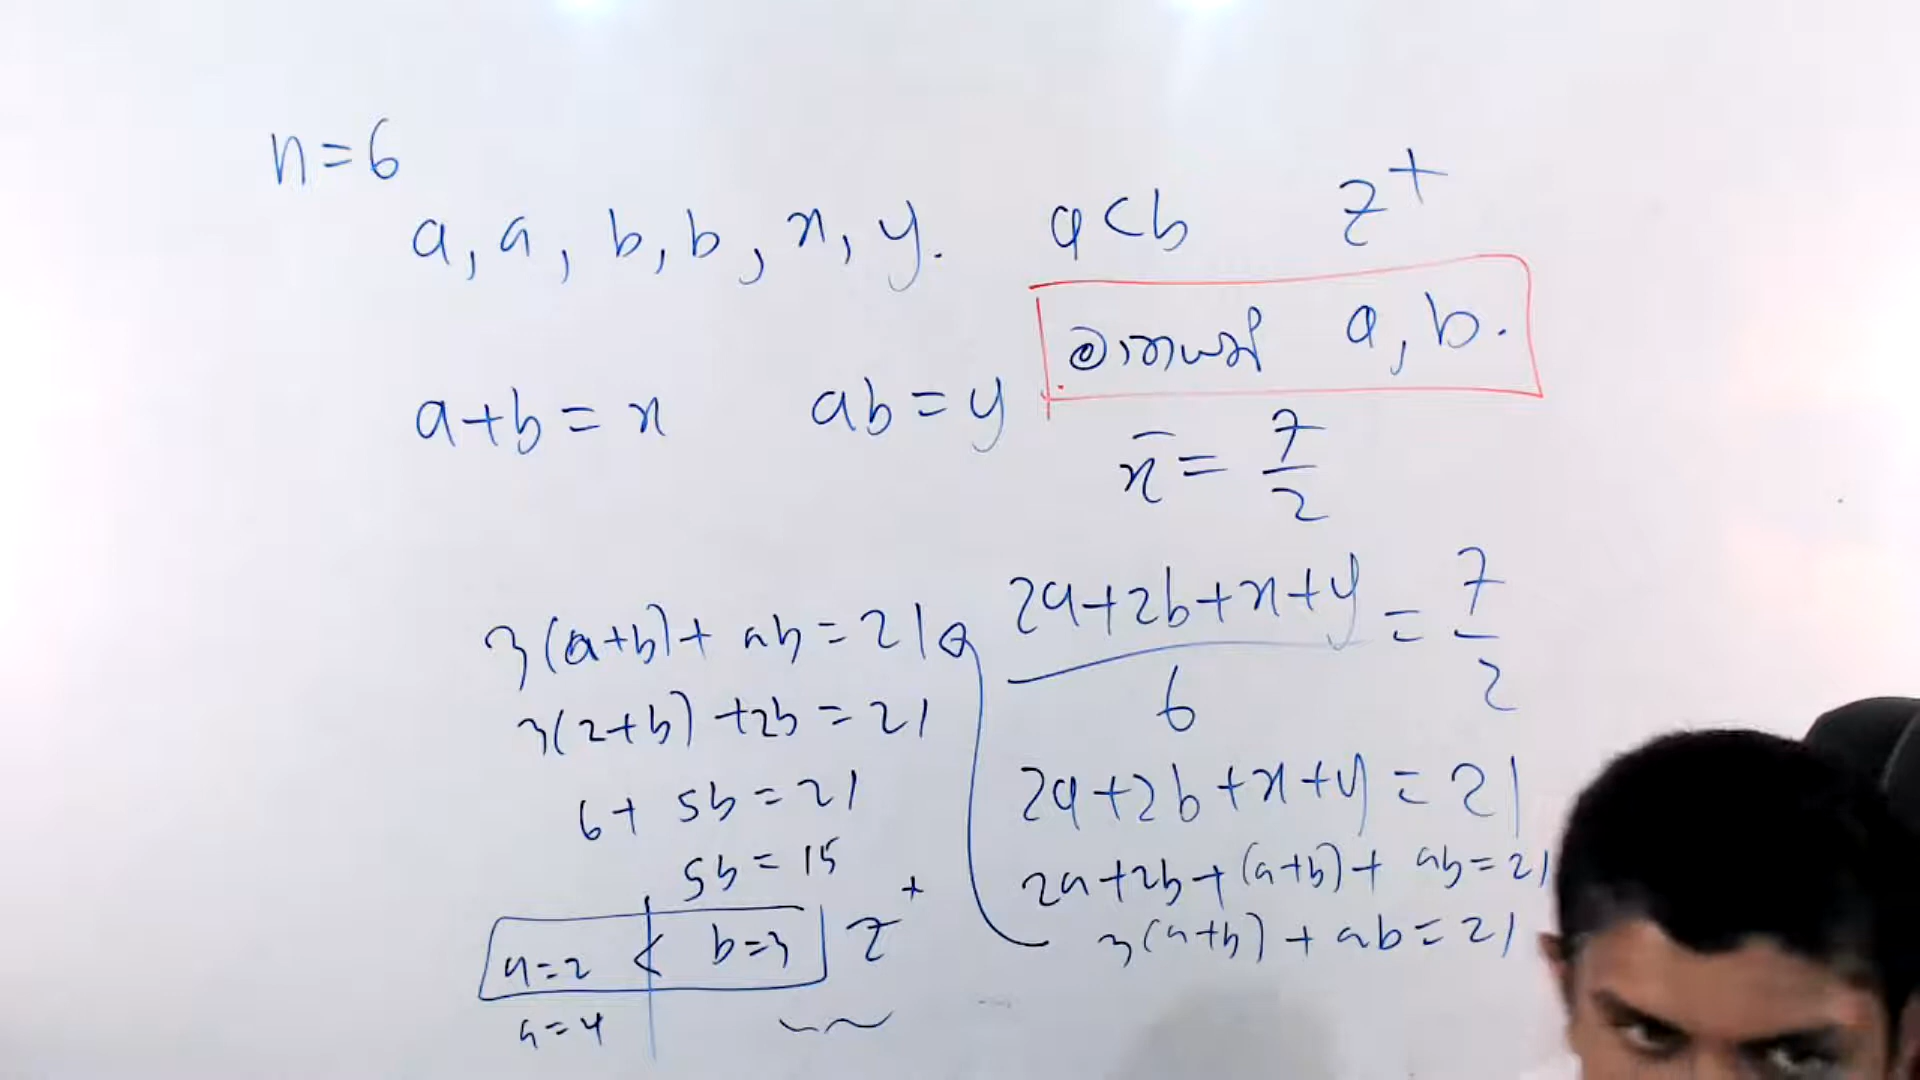 n=6
a, a, b, b, x, y.
a<b
z⁺
a, b.
a+b = x
ab = y
x̄ = 7/2
(2a+2b+x+y)/6 = 7/2
2a+2b+x+y = 21
2a+2b+(a+b)+ ab=21
3(a+b) + ab = 21
3(a+b)+ ab = 21
3(2+b) +2b = 21
6+ 5b = 21
5b = 15
a=2 < b=3 z⁺
a=4